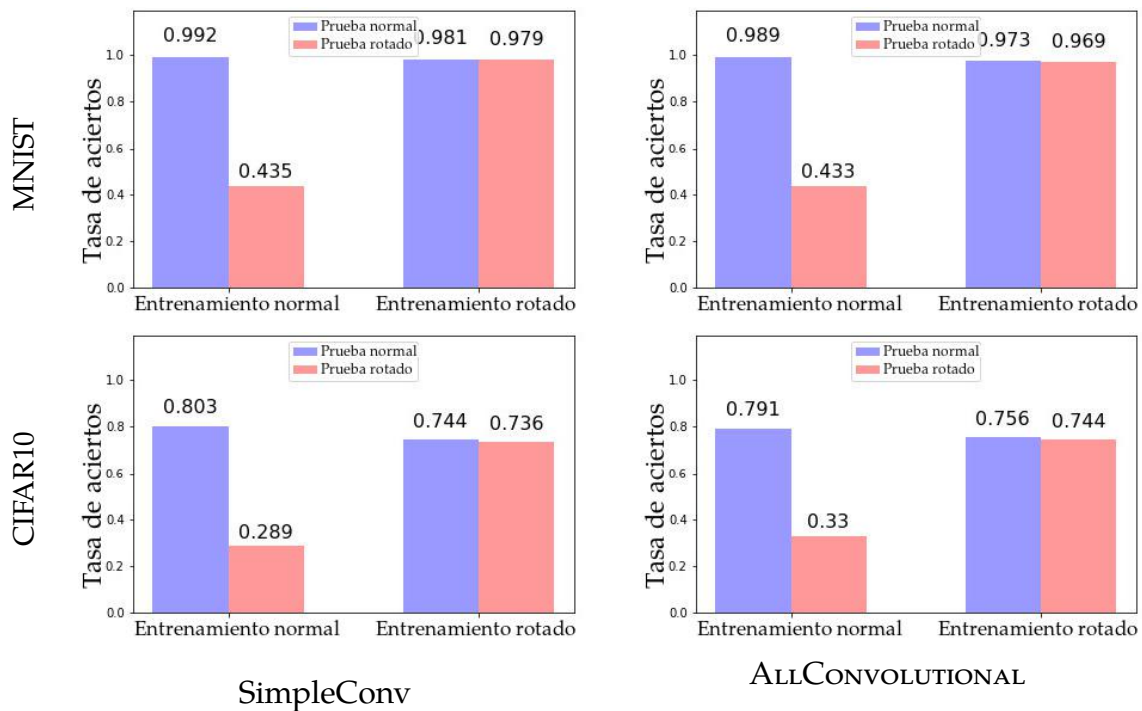 MNIST
Tasa de aciertos
1.0
0.8
0.6
0.4
0.2
0.0
0.992
0.435
0.981
0.979
Prueba normal
Prueba rotado
Entrenamiento normal
Entrenamiento rotado
Tasa de aciertos
1.0
0.8
0.6
0.4
0.2
0.0
0.989
0.433
0.973
0.969
Prueba normal
Prueba rotado
Entrenamiento normal
Entrenamiento rotado
CIFAR10
Tasa de aciertos
1.0
0.8
0.6
0.4
0.2
0.0
0.803
0.289
0.744
0.736
Prueba normal
Prueba rotado
Entrenamiento normal
Entrenamiento rotado
Tasa de aciertos
1.0
0.8
0.6
0.4
0.2
0.0
0.791
0.33
0.756
0.744
Prueba normal
Prueba rotado
Entrenamiento normal
Entrenamiento rotado
SimpleConv
AllConvolutional